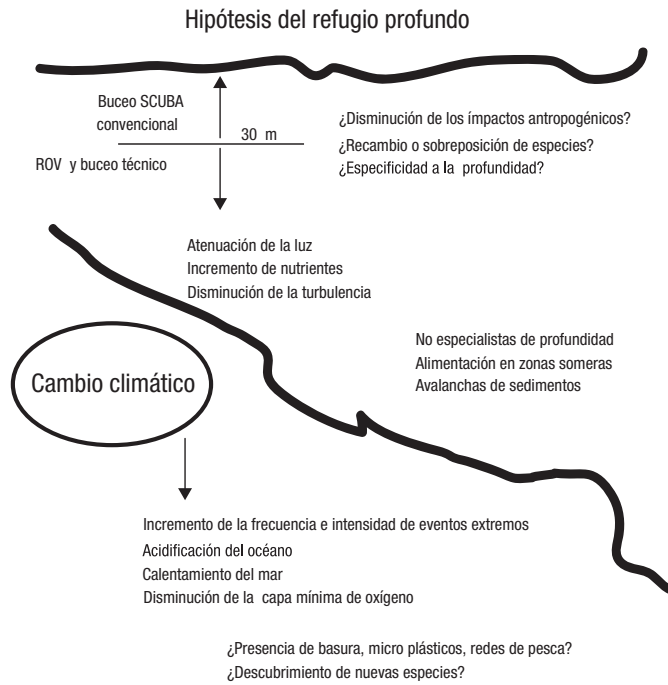 Hipótesis del refugio profundo
Buceo SCUBA
convencional
30 m
ROV y buceo técnico
¿Disminución de los ímpactos antropogénicos?
¿Recambio o sobreposición de especies?
¿Especificidad a la profundidad?
Atenuación de la luz
Incremento de nutrientes
Disminución de la turbulencia
No especialistas de profundidad
Alimentación en zonas someras
Avalanchas de sedimentos
Cambio climático
Incremento de la frecuencia e intensidad de eventos extremos
Acidificación del océano
Calentamiento del mar
Disminución de la capa mínima de oxígeno
¿Presencia de basura, micro plásticos, redes de pesca?
¿Descubrimiento de nuevas especies?